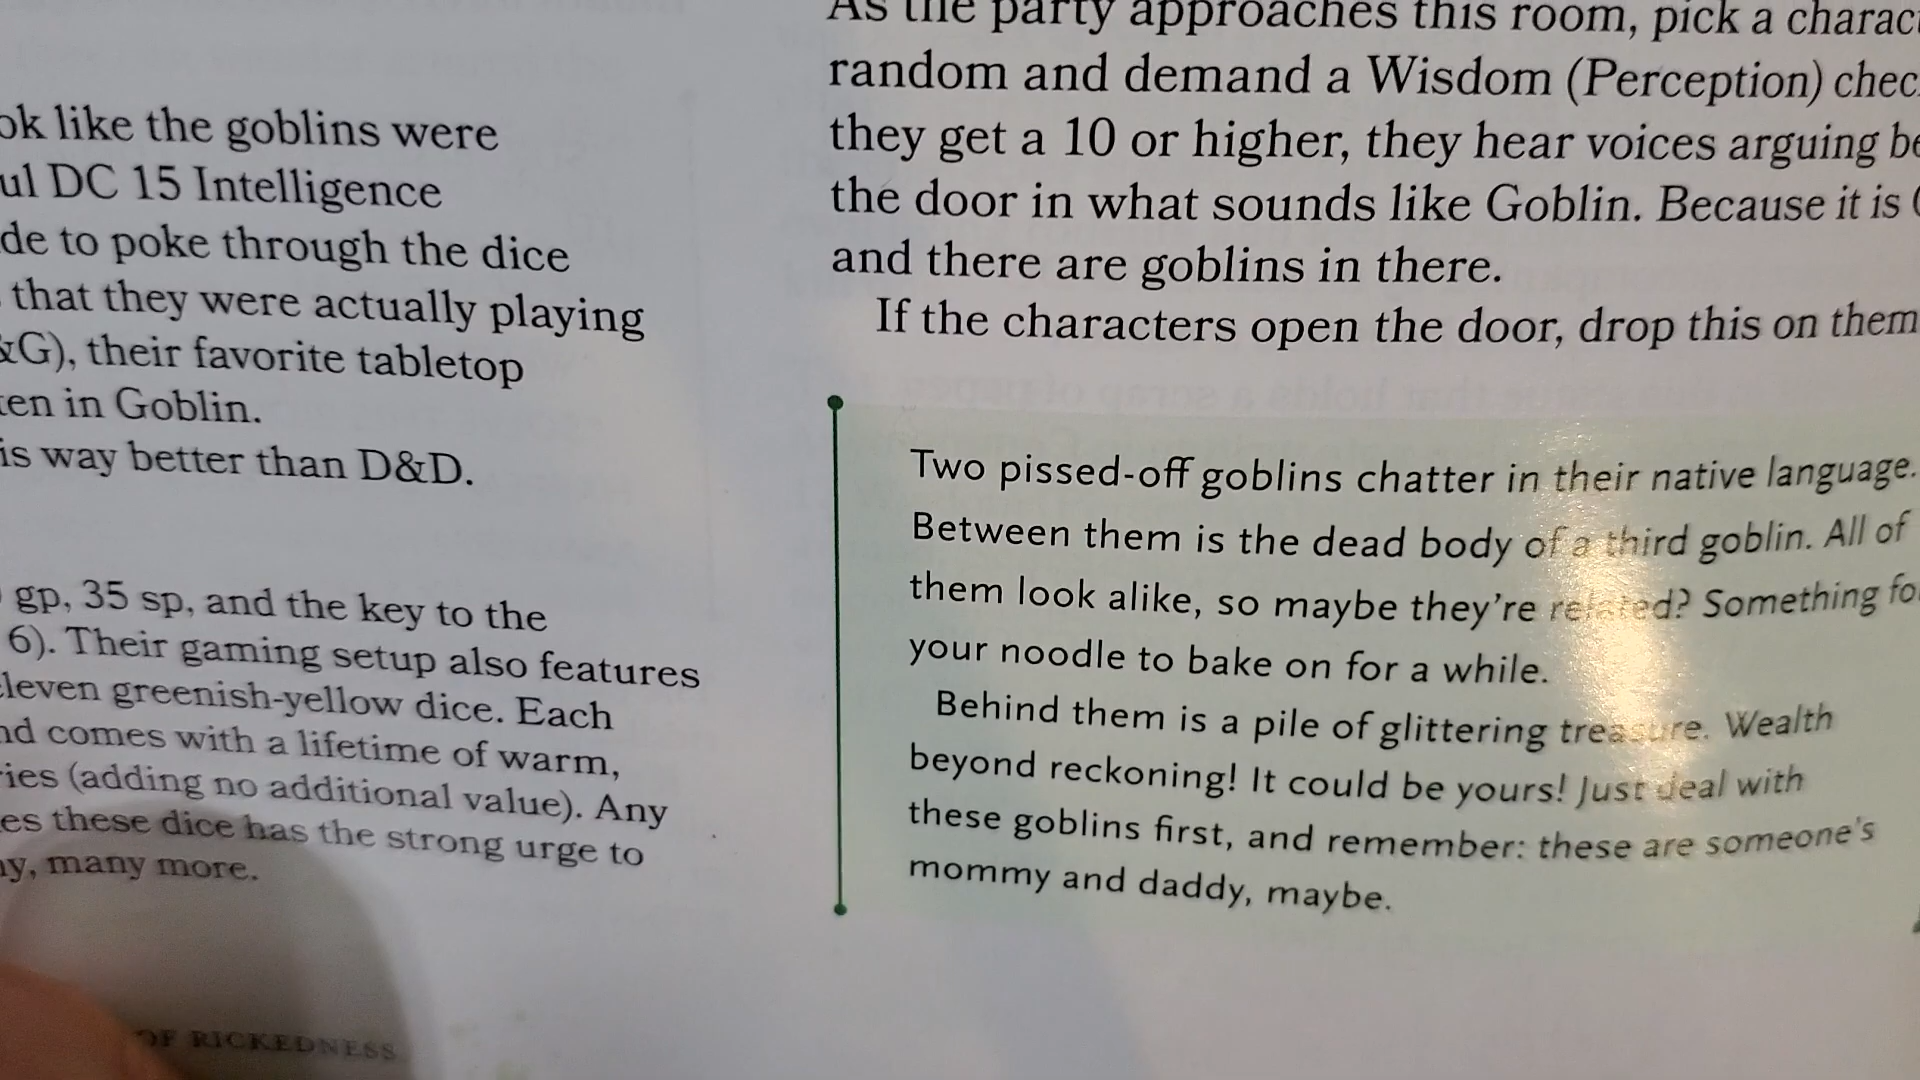 ok like the goblins were
ul DC 15 Intelligence
de to poke through the dice
that they were actually playing
&G), their favorite tabletop
ten in Goblin.
is way better than D&D.
gp, 35 sp, and the key to the
6). Their gaming setup also features
leven greenish-yellow dice. Each
nd comes with a lifetime of warm,
ries (adding no additional value). Any
es these dice has the strong urge to
y, many more.
OF RICKEDNESS
As the party approaches this room, pick a charact
random and demand a Wisdom (Perception) chec
they get a 10 or higher, they hear voices arguing be
the door in what sounds like Goblin. Because it is
and there are goblins in there.
If the characters open the door, drop this on them
Two pissed-off goblins chatter in their native language.
Between them is the dead body of a third goblin. All of
them look alike, so maybe they're related? Something for
your noodle to bake on for a while.
Behind them is a pile of glittering treasure. Wealth
beyond reckoning! It could be yours! Just deal with
these goblins first, and remember: these are someone's
mommy and daddy, maybe.